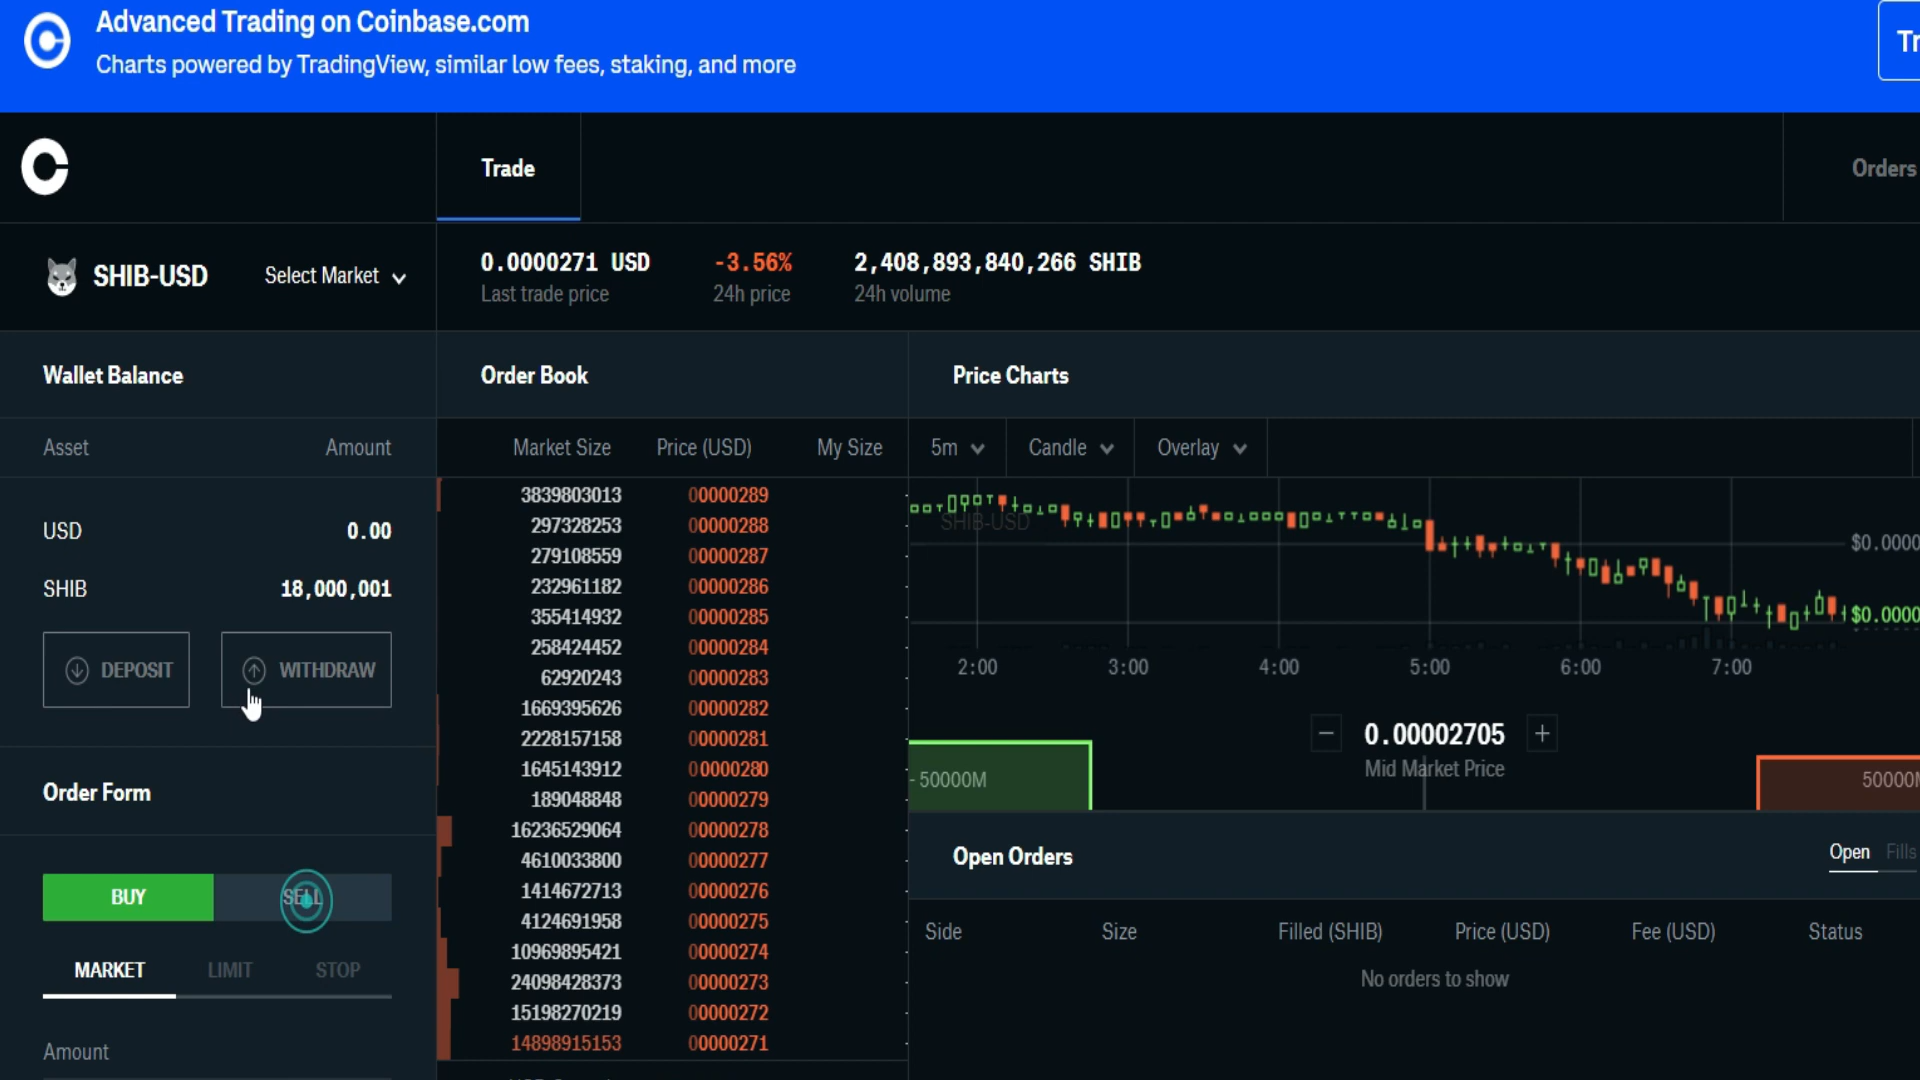 Advanced Trading on Coinbase.com
Charts powered by TradingView, similar low fees, staking, and more
Trade
Orders
SHIB-USD
Select Market
0.0000271 USD
Last trade price
-3.56%
24h price
2,408,893,840,266 SHIB
24h volume
Wallet Balance
Asset Amount
USD 0.00
SHIB 18,000,001
DEPOSIT
WITHDRAW
Order Form
BUY
SELL
MARKET
LIMIT
STOP
Amount
Order Book
Market Size Price (USD) My Size
3839803013 00000289
297328253 00000288
279108559 00000287
232961182 00000286
355414932 00000285
258424452 00000284
62920243 00000283
1669395626 00000282
2228157158 00000281
1645143912 00000280
189048848 00000279
16236529064 00000278
4610033800 00000277
1414672713 00000276
4124691958 00000275
10969895421 00000274
24098428373 00000273
15198270219 00000272
14898915153 00000271
Price Charts
5m
Candle
Overlay
SHIB-USD
$0.0000
$0.0000
2:00 3:00 4:00 5:00 6:00 7:00
0.00002705
Mid Market Price
- 50000M
50000M
Open Orders
Open
Fills
Side Size Filled (SHIB) Price (USD) Fee (USD) Status
No orders to show